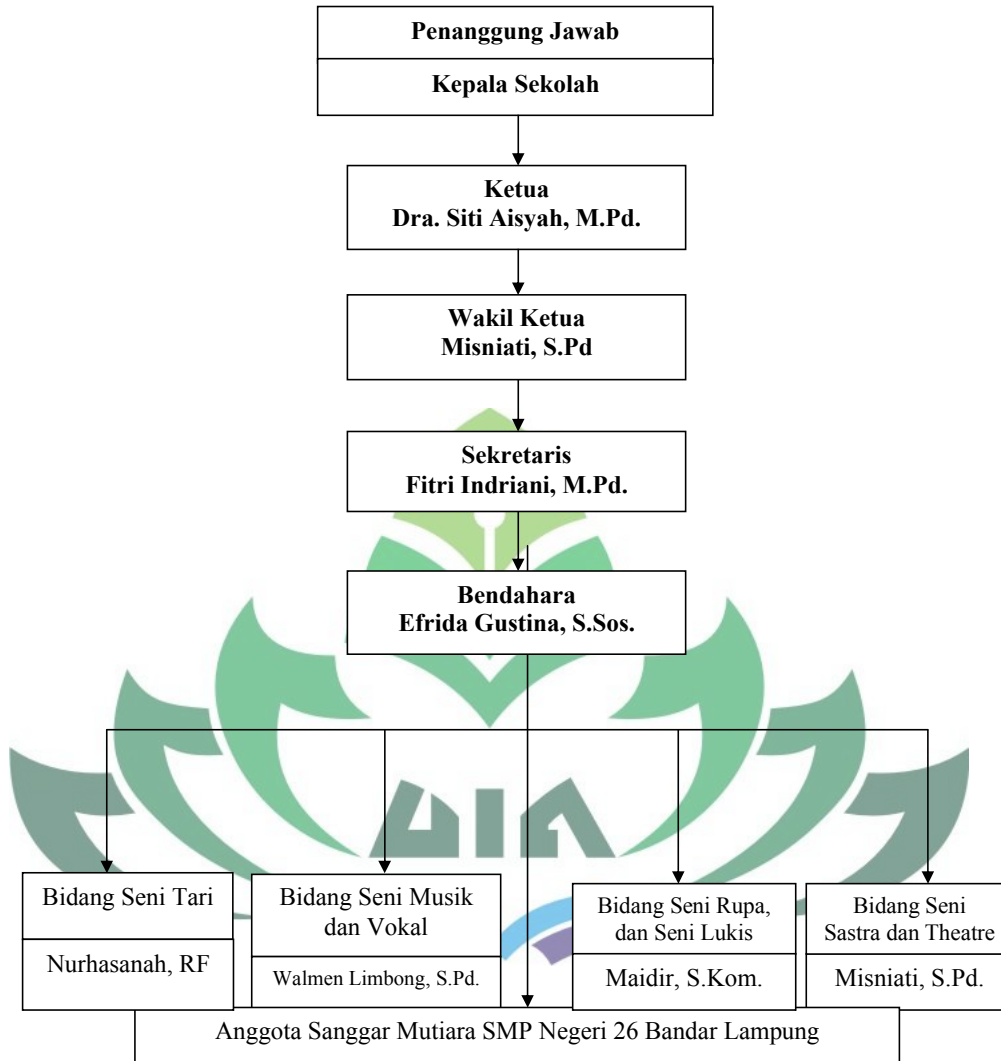 Penanggung Jawab
Kepala Sekolah
Ketua
Dra. Siti Aisyah, M.Pd.
Wakil Ketua
Misniati, S.Pd
Sekretaris
Fitri Indriani, M.Pd.
Bendahara
Efrida Gustina, S.Sos.
UIN
Bidang Seni Tari
Nurhasanah, RF
Bidang Seni Musik
dan Vokal
Walmen Limbong, S.Pd.
Bidang Seni Rupa,
dan Seni Lukis
Maidir, S.Kom.
Bidang Seni
Sastra dan Theatre
Misniati, S.Pd.
Anggota Sanggar Mutiara SMP Negeri 26 Bandar Lampung